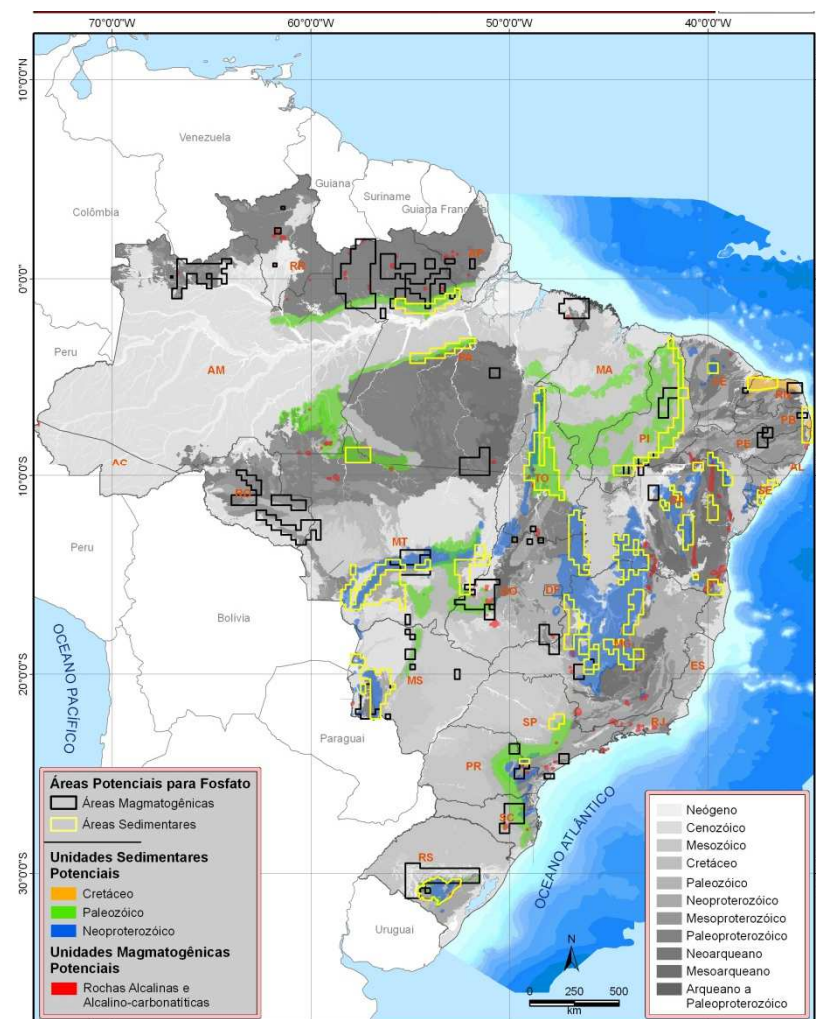 70°0'0"W
60°0'0"W
50°0'0"W
40°0'0"W
10°0'0"N
Venezuela
Guiana
Suriname
Guiana Francesa
Colômbia
RR
AP
0°0'0"
Peru
AM
PA
MA
CE
RN
PB
PI
PE
AC
AL
10°0'0"S
RO
TO
SE
BA
MT
Peru
GO
DF
Bolivia
MG
ES
OCEANO PACÍFICO
20°0'0"S
MS
SP
RJ
Paraguai
PR
SC
OCEANO ATLÂNTICO
RS
30°0'0"S
Uruguai
Áreas Potenciais para Fosfato
Áreas Magmatogênicas
Áreas Sedimentares
Unidades Sedimentares
Potenciais
Cretáceo
Paleozóico
Neoproterozóico
Unidades Magmatogênicas
Potenciais
Rochas Alcalinas e
Alcalino-carbonatíticas
N
0 250 500
km
Neógeno
Cenozóico
Mesozóico
Cretáceo
Paleozóico
Neoproterozóico
Mesoproterozóico
Paleoproterozóico
Neoarqueano
Mesoarqueano
Arqueano a
Paleoproterozóico